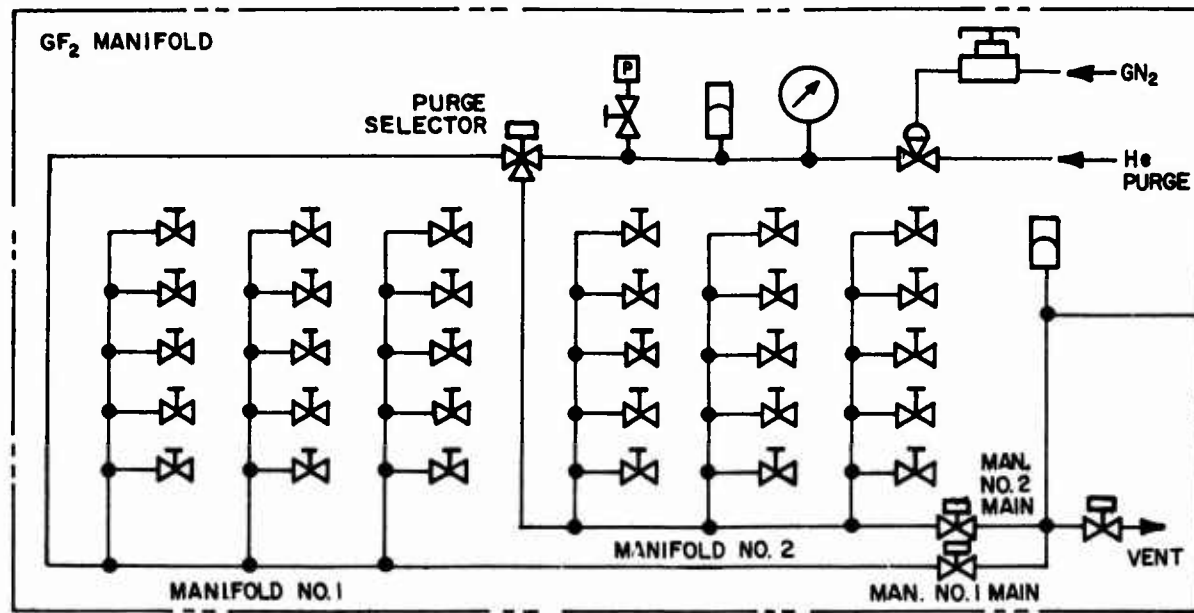 GF₂ MANIFOLD
P
GN₂
PURGE
SELECTOR
He
PURGE
MAN.
NO. 2
MAIN
MANIFOLD NO. 2
VENT
MANIFOLD NO. 1
MAN. NO. 1 MAIN